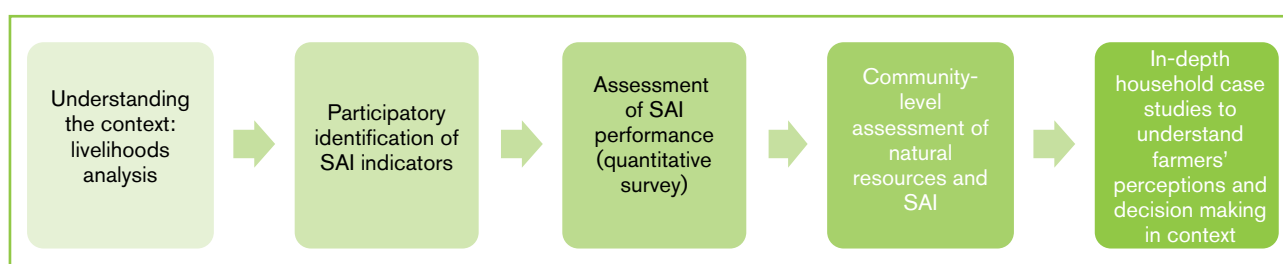 Understanding
the context:
livelihoods
analysis
Participatory
identification of
SAI indicators
Assessment
of SAI
performance
(quantitative
survey)
Community-
level
assessment of
natural
resources and
SAI
In-depth
household case
studies to
understand
farmers’
perceptions and
decision making
in context